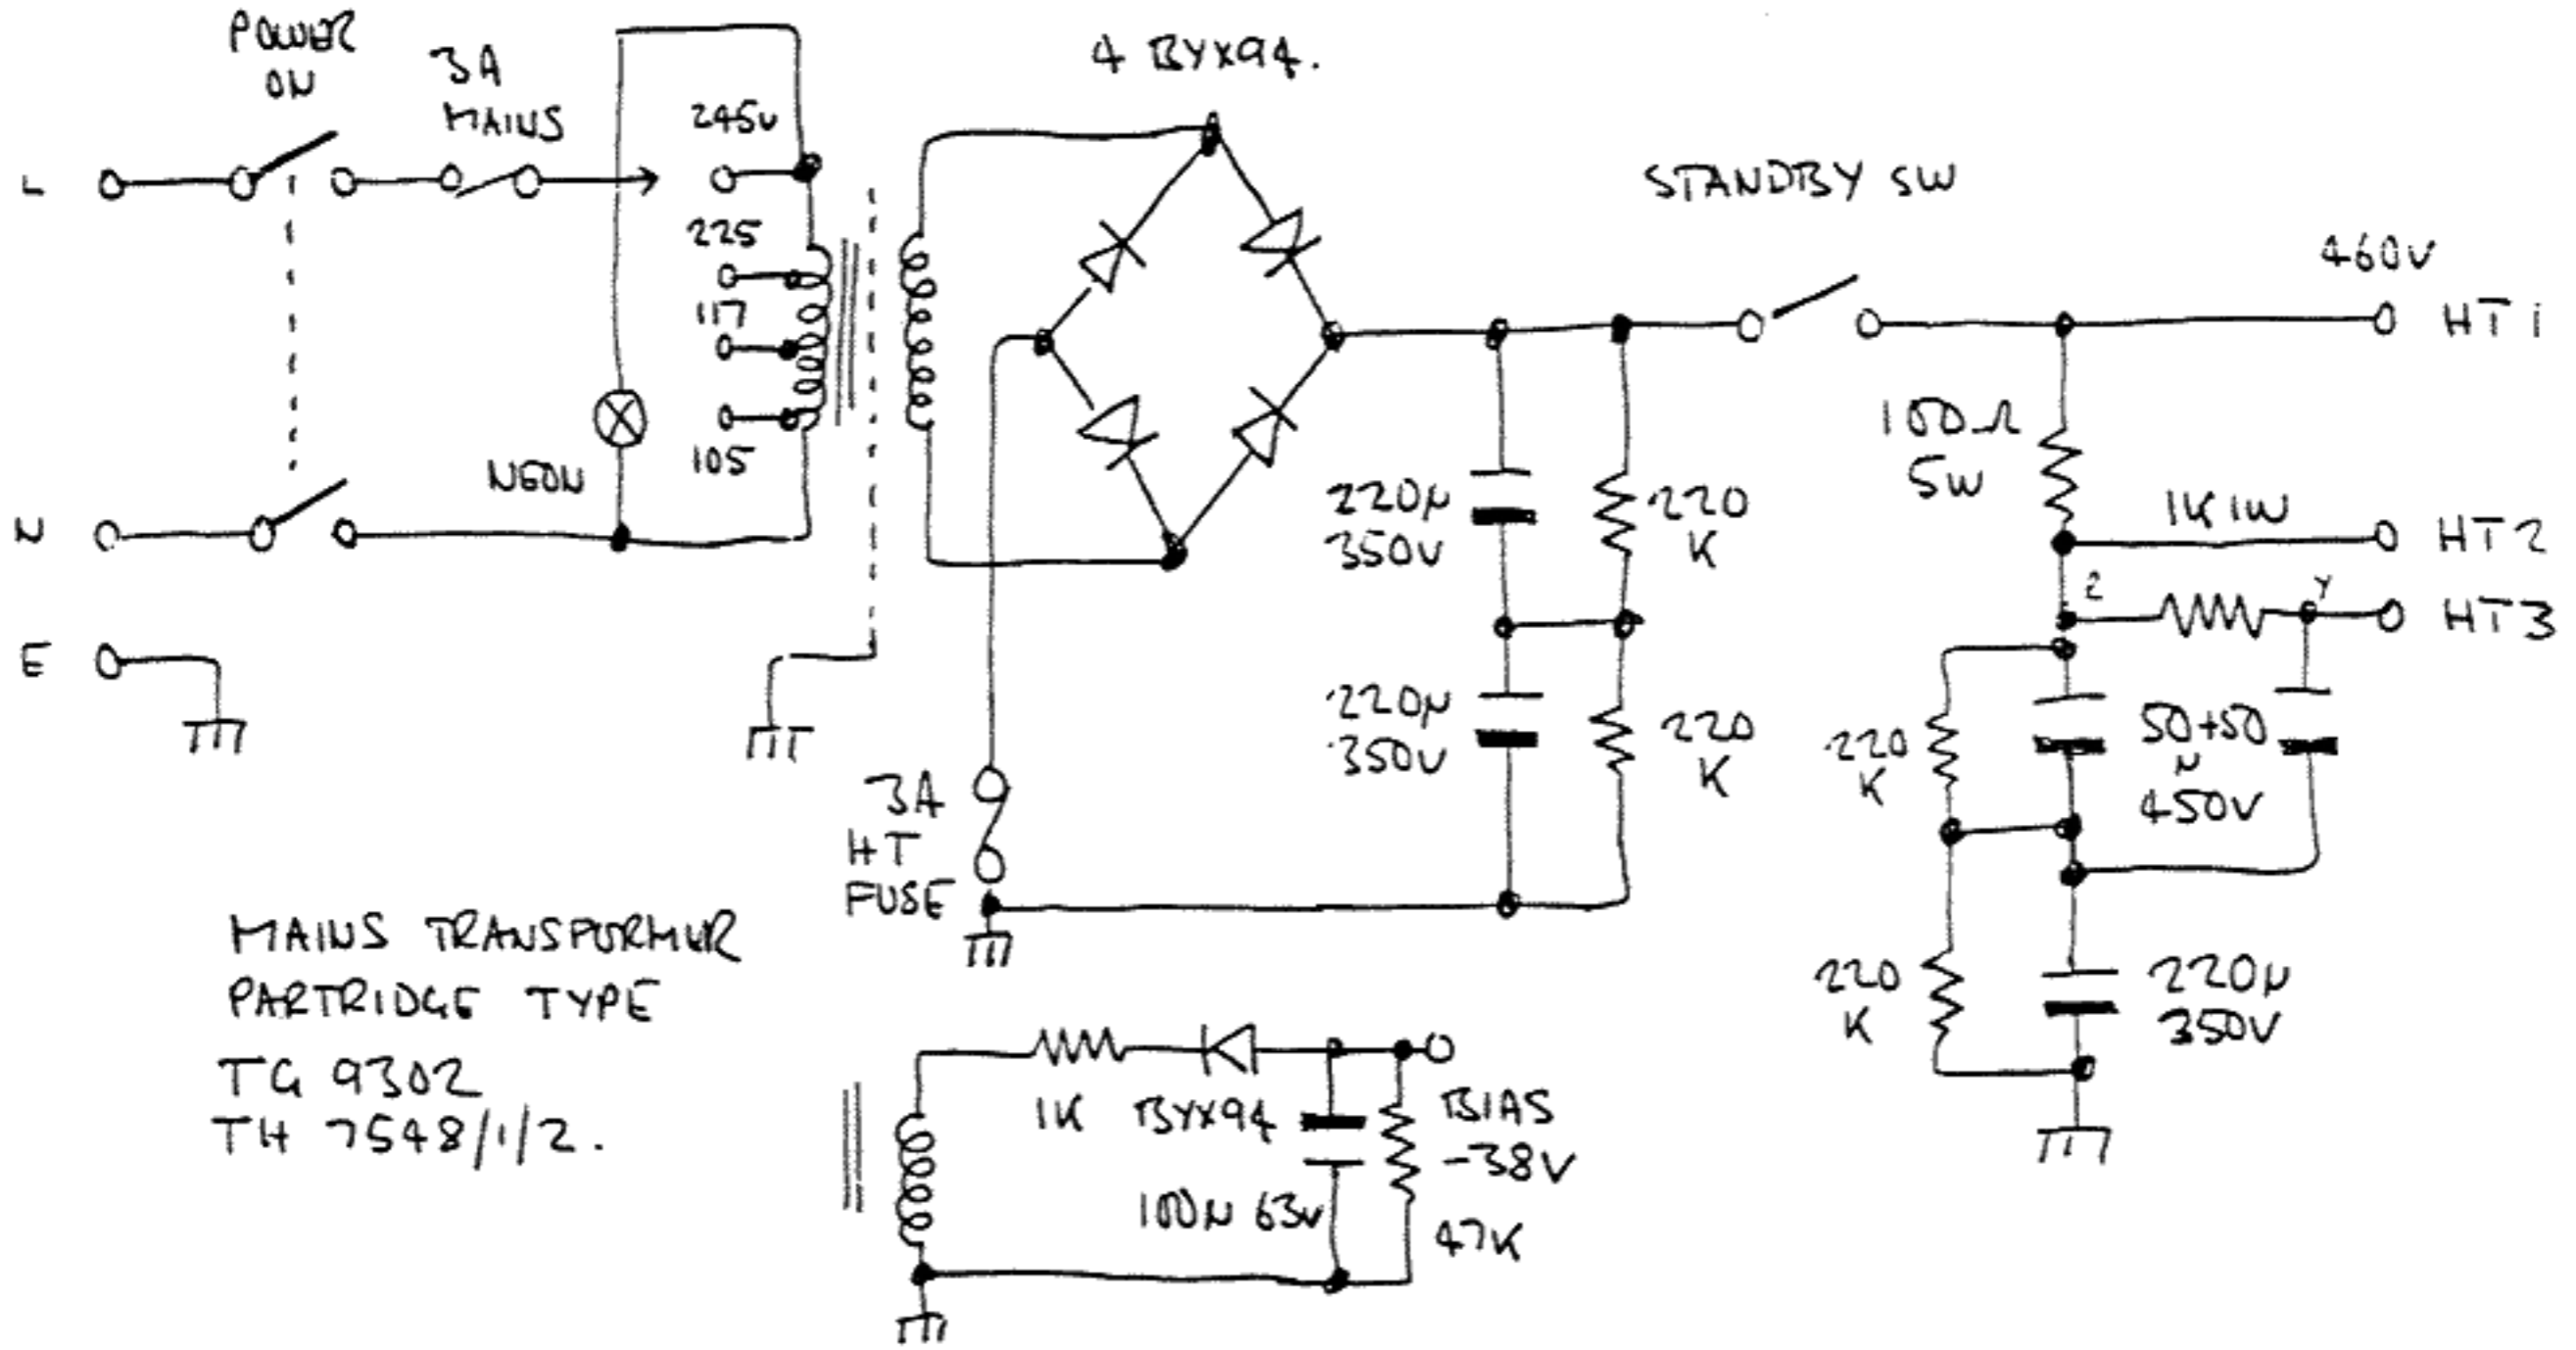 POWER
ON
3A
MAINS
245v
4 BYX94.
L
225
117
105
NEON
N
E
STANDBY SW
460V
HT1
100Ω
5W
1K 1W
HT2
Z
Y
HT3
220µ
350V
220
K
220µ
350V
220
K
220
K
50+50
µ
450V
3A
HT
FUSE
MAINS TRANSFORMER
PARTRIDGE TYPE
TG 9302
TH 7548/1/2.
220
K
220µ
350V
1K
BYX94
BIAS
-38V
100µ 63v
47K